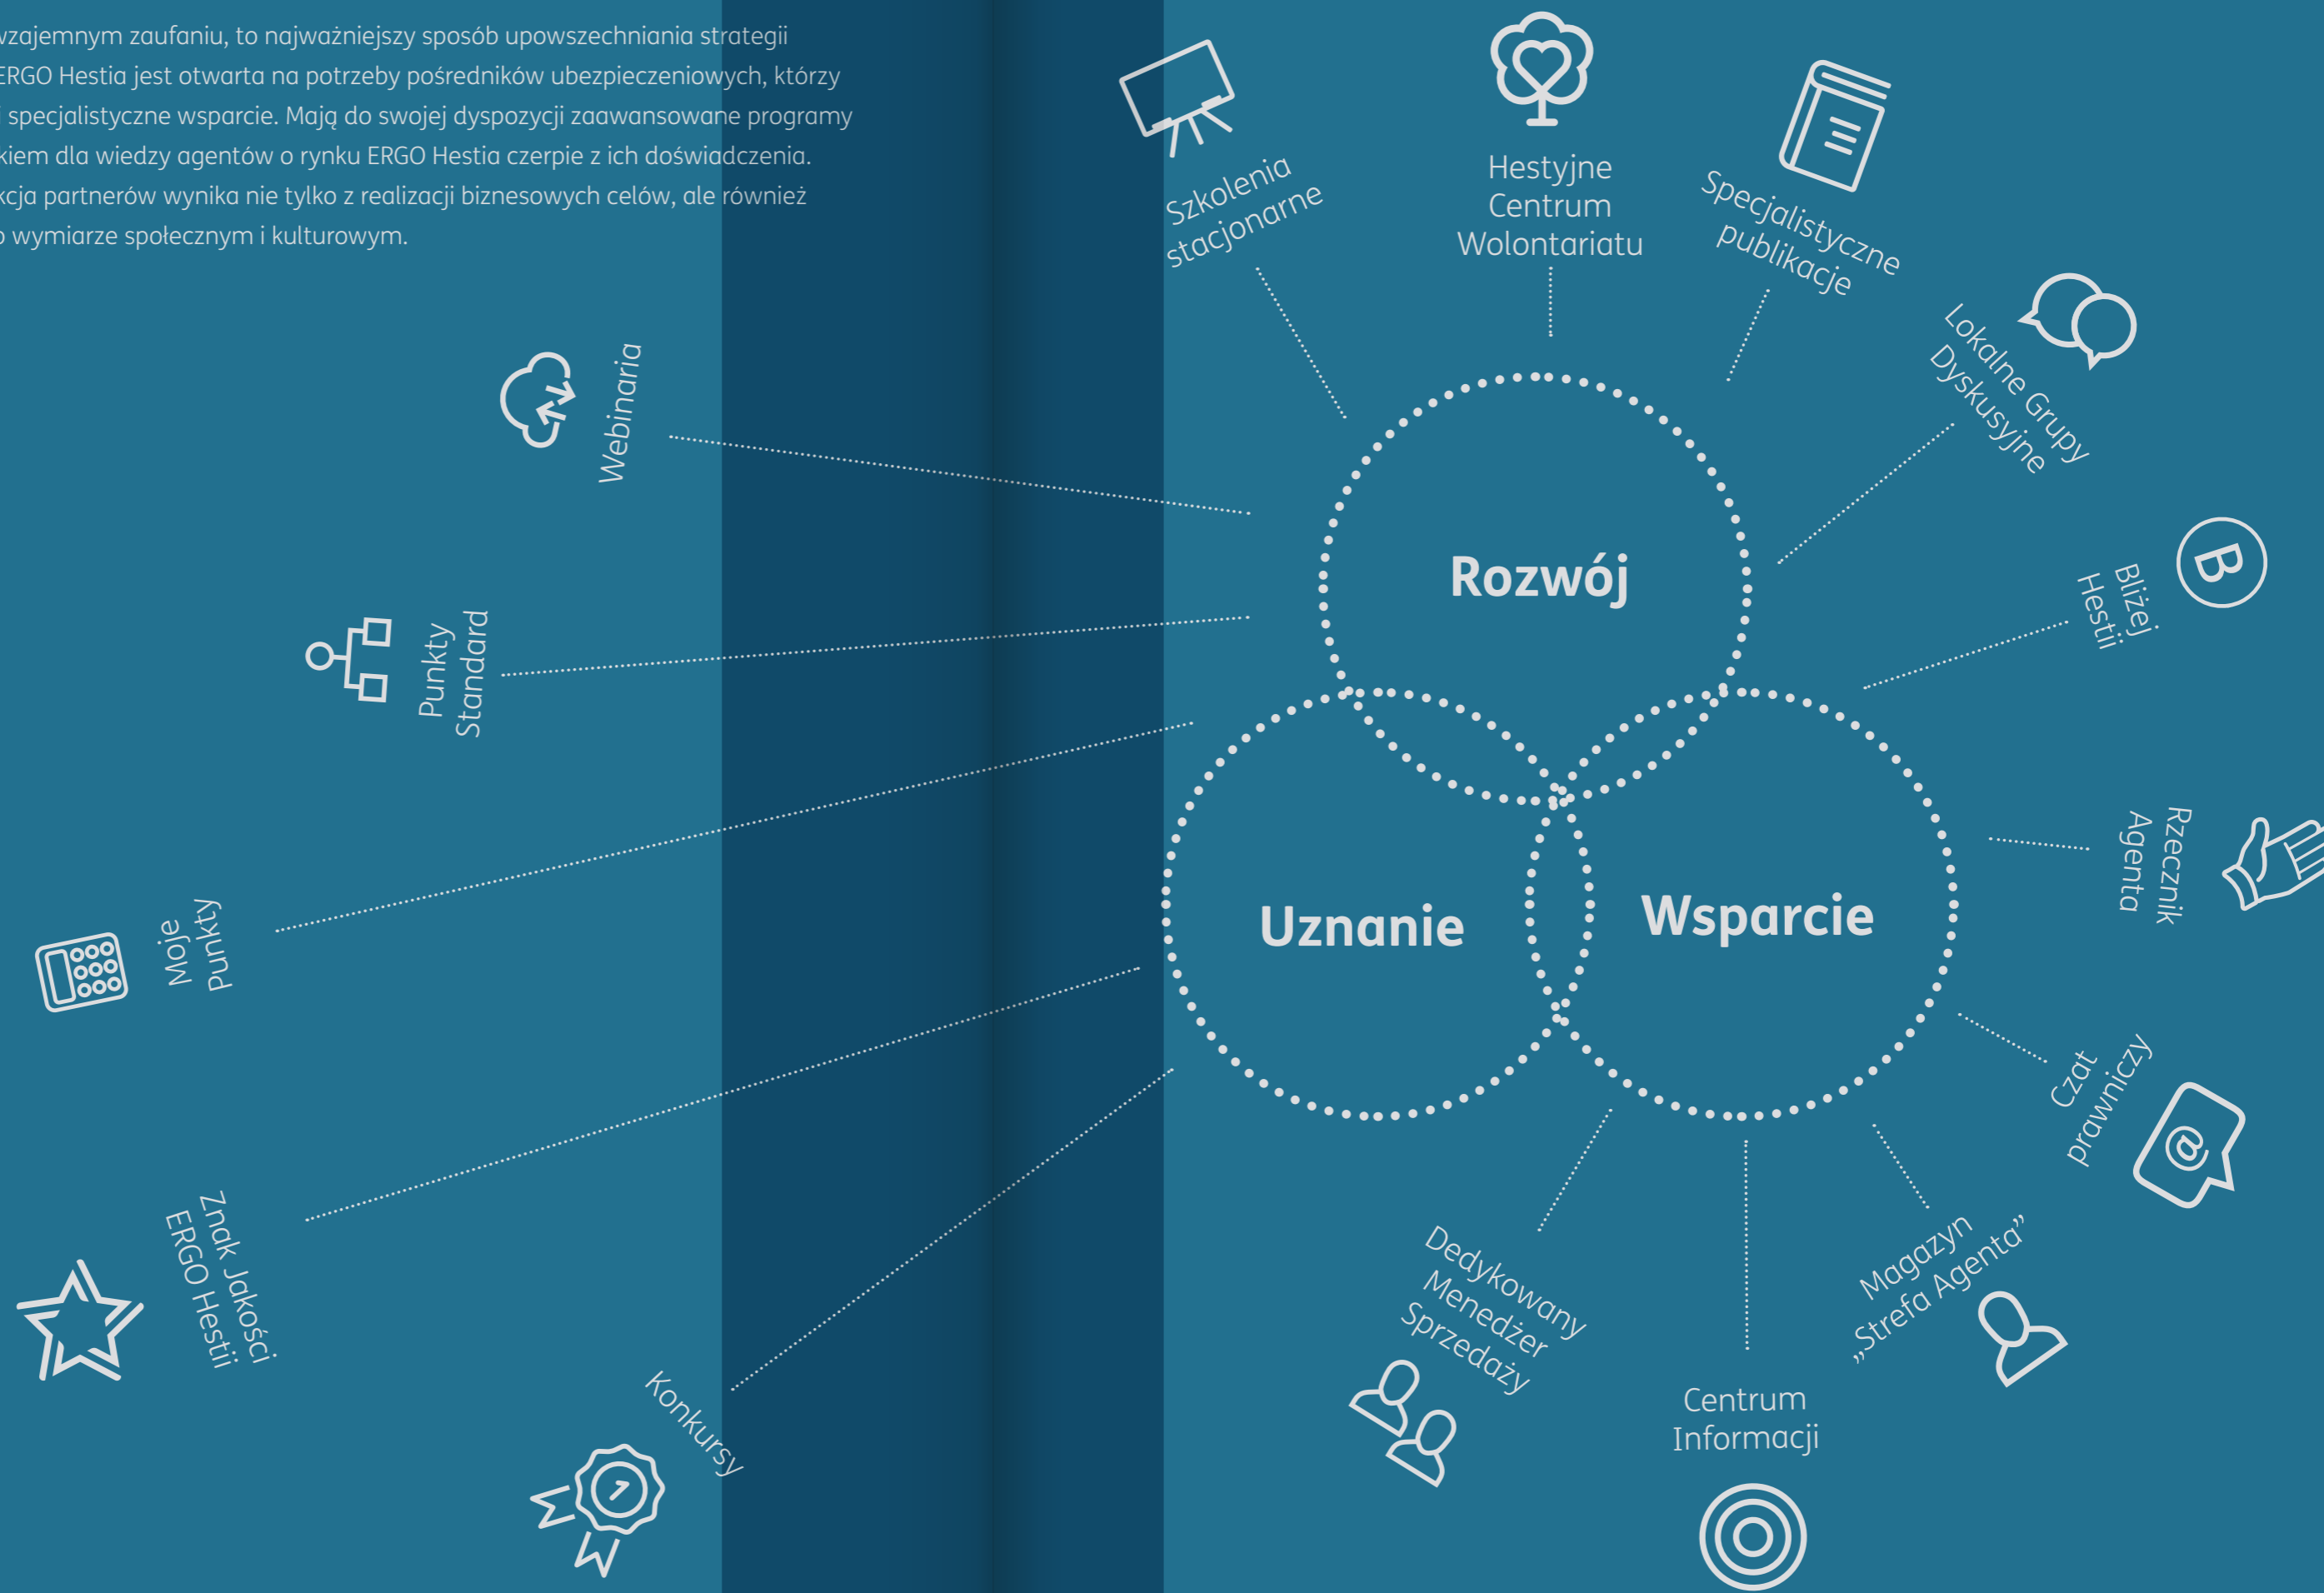 wzajemnym zaufaniu, to najważniejszy sposób upowszechniania strategii
ERGO Hestia jest otwarta na potrzeby pośredników ubezpieczeniowych, którzy
i specjalistyczne wsparcie. Mają do swojej dyspozycji zaawansowane programy
dla wiedzy agentów o rynku ERGO Hestia czerpie z ich doświadczenia.
partnerów wynika nie tylko z realizacji biznesowych celów, ale również
o wymiarze społecznym i kulturowym.
Szkolenia
stacjonarne
Hestyjne
Centrum
Wolontariatu
Specjalistyczne
publikacje
Lokalne Grupy
Dyskusyjne
Bliżej
Hestii
B
Rzecznik
Agenta
Czat
prawniczy
@
Magazyn
„Strefa Agenta”
Centrum
Informacji
Dedykowany
Menedżer
Sprzedaży
Konkursy
1
Znak Jakości
ERGO Hestii
Moje
Punkty
Punkty
Standard
Webinaria
Rozwój
Uznanie
Wsparcie